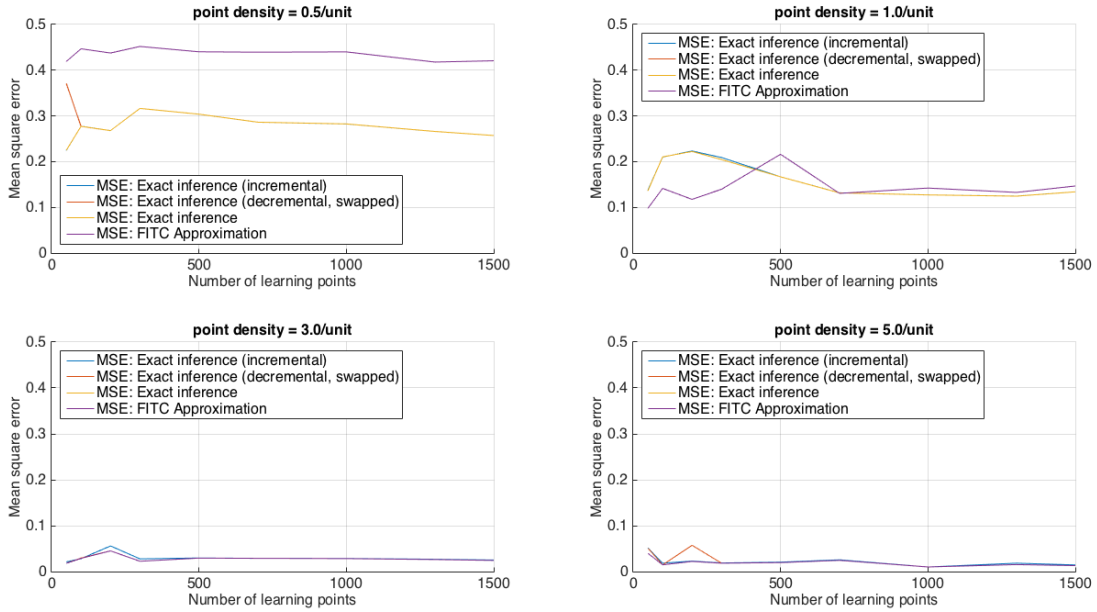 point density = 0.5/unit
0.5
0.4
0.3
0.2
0.1
0
Mean square error
MSE: Exact inference (incremental)
MSE: Exact inference (decremental, swapped)
MSE: Exact inference
MSE: FITC Approximation
0
500
1000
1500
Number of learning points
point density = 1.0/unit
0.5
0.4
0.3
0.2
0.1
0
Mean square error
MSE: Exact inference (incremental)
MSE: Exact inference (decremental, swapped)
MSE: Exact inference
MSE: FITC Approximation
0
500
1000
1500
Number of learning points
point density = 3.0/unit
0.5
0.4
0.3
0.2
0.1
0
Mean square error
MSE: Exact inference (incremental)
MSE: Exact inference (decremental, swapped)
MSE: Exact inference
MSE: FITC Approximation
0
500
1000
1500
Number of learning points
point density = 5.0/unit
0.5
0.4
0.3
0.2
0.1
0
Mean square error
MSE: Exact inference (incremental)
MSE: Exact inference (decremental, swapped)
MSE: Exact inference
MSE: FITC Approximation
0
500
1000
1500
Number of learning points